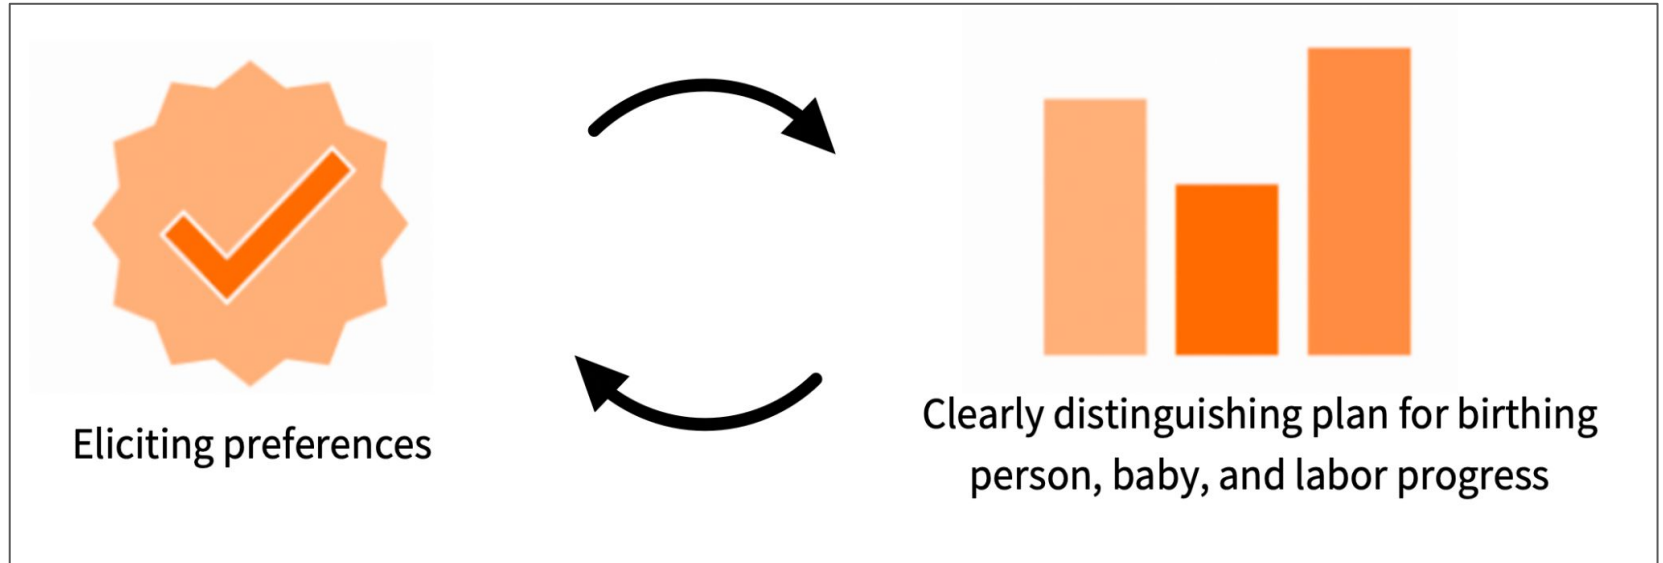 Eliciting preferences
Clearly distinguishing plan for birthing
person, baby, and labor progress